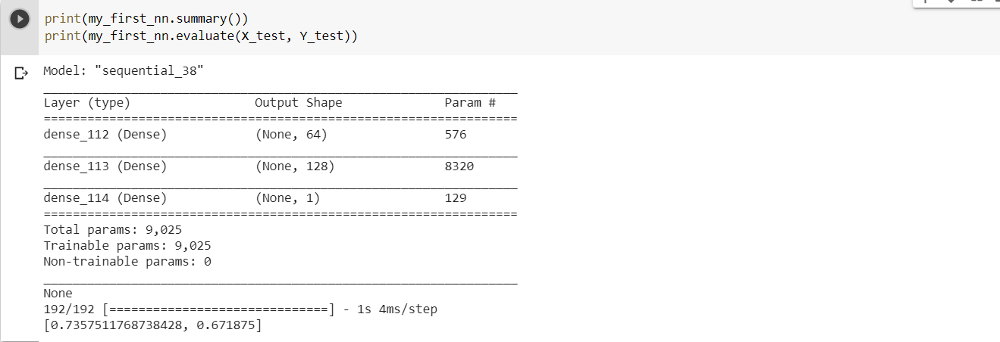 print(my_first_nn.summary())
print(my_first_nn.evaluate(X_test, Y_test))
Model: "sequential_38"
_________________________________________________________________
Layer (type)                 Output Shape              Param #
=================================================================
dense_112 (Dense)            (None, 64)                576
_________________________________________________________________
dense_113 (Dense)            (None, 128)               8320
_________________________________________________________________
dense_114 (Dense)            (None, 1)                 129
=================================================================
Total params: 9,025
Trainable params: 9,025
Non-trainable params: 0
_________________________________________________________________
None
192/192 [==============================] - 1s 4ms/step
[0.7357511768738428, 0.671875]